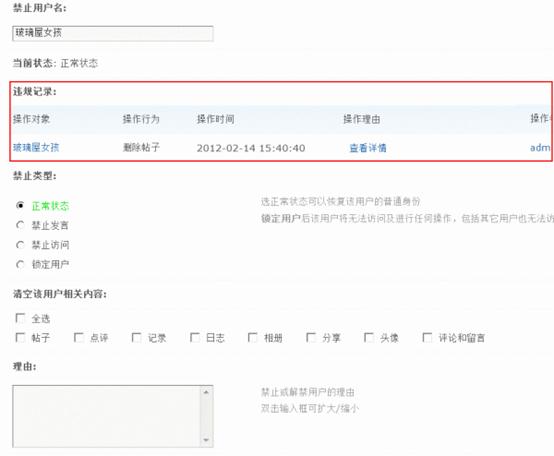 禁止用户名:
玻璃屋女孩
当前状态: 正常状态
违规记录:
操作对象 操作行为 操作时间 操作理由 操作
玻璃屋女孩 删除帖子 2012-02-14 15:40:40 查看详情 adm
禁止类型:
正常状态 选正常状态可以恢复该用户的普通身份
禁止发言 锁定用户后该用户将无法访问及进行任何操作，包括其它用户也无法访
禁止访问
锁定用户
清空该用户相关内容:
全选
帖子 点评 记录 日志 相册 分享 头像 评论和留言
理由:
禁止或解禁用户的理由
双击输入框可扩大/缩小